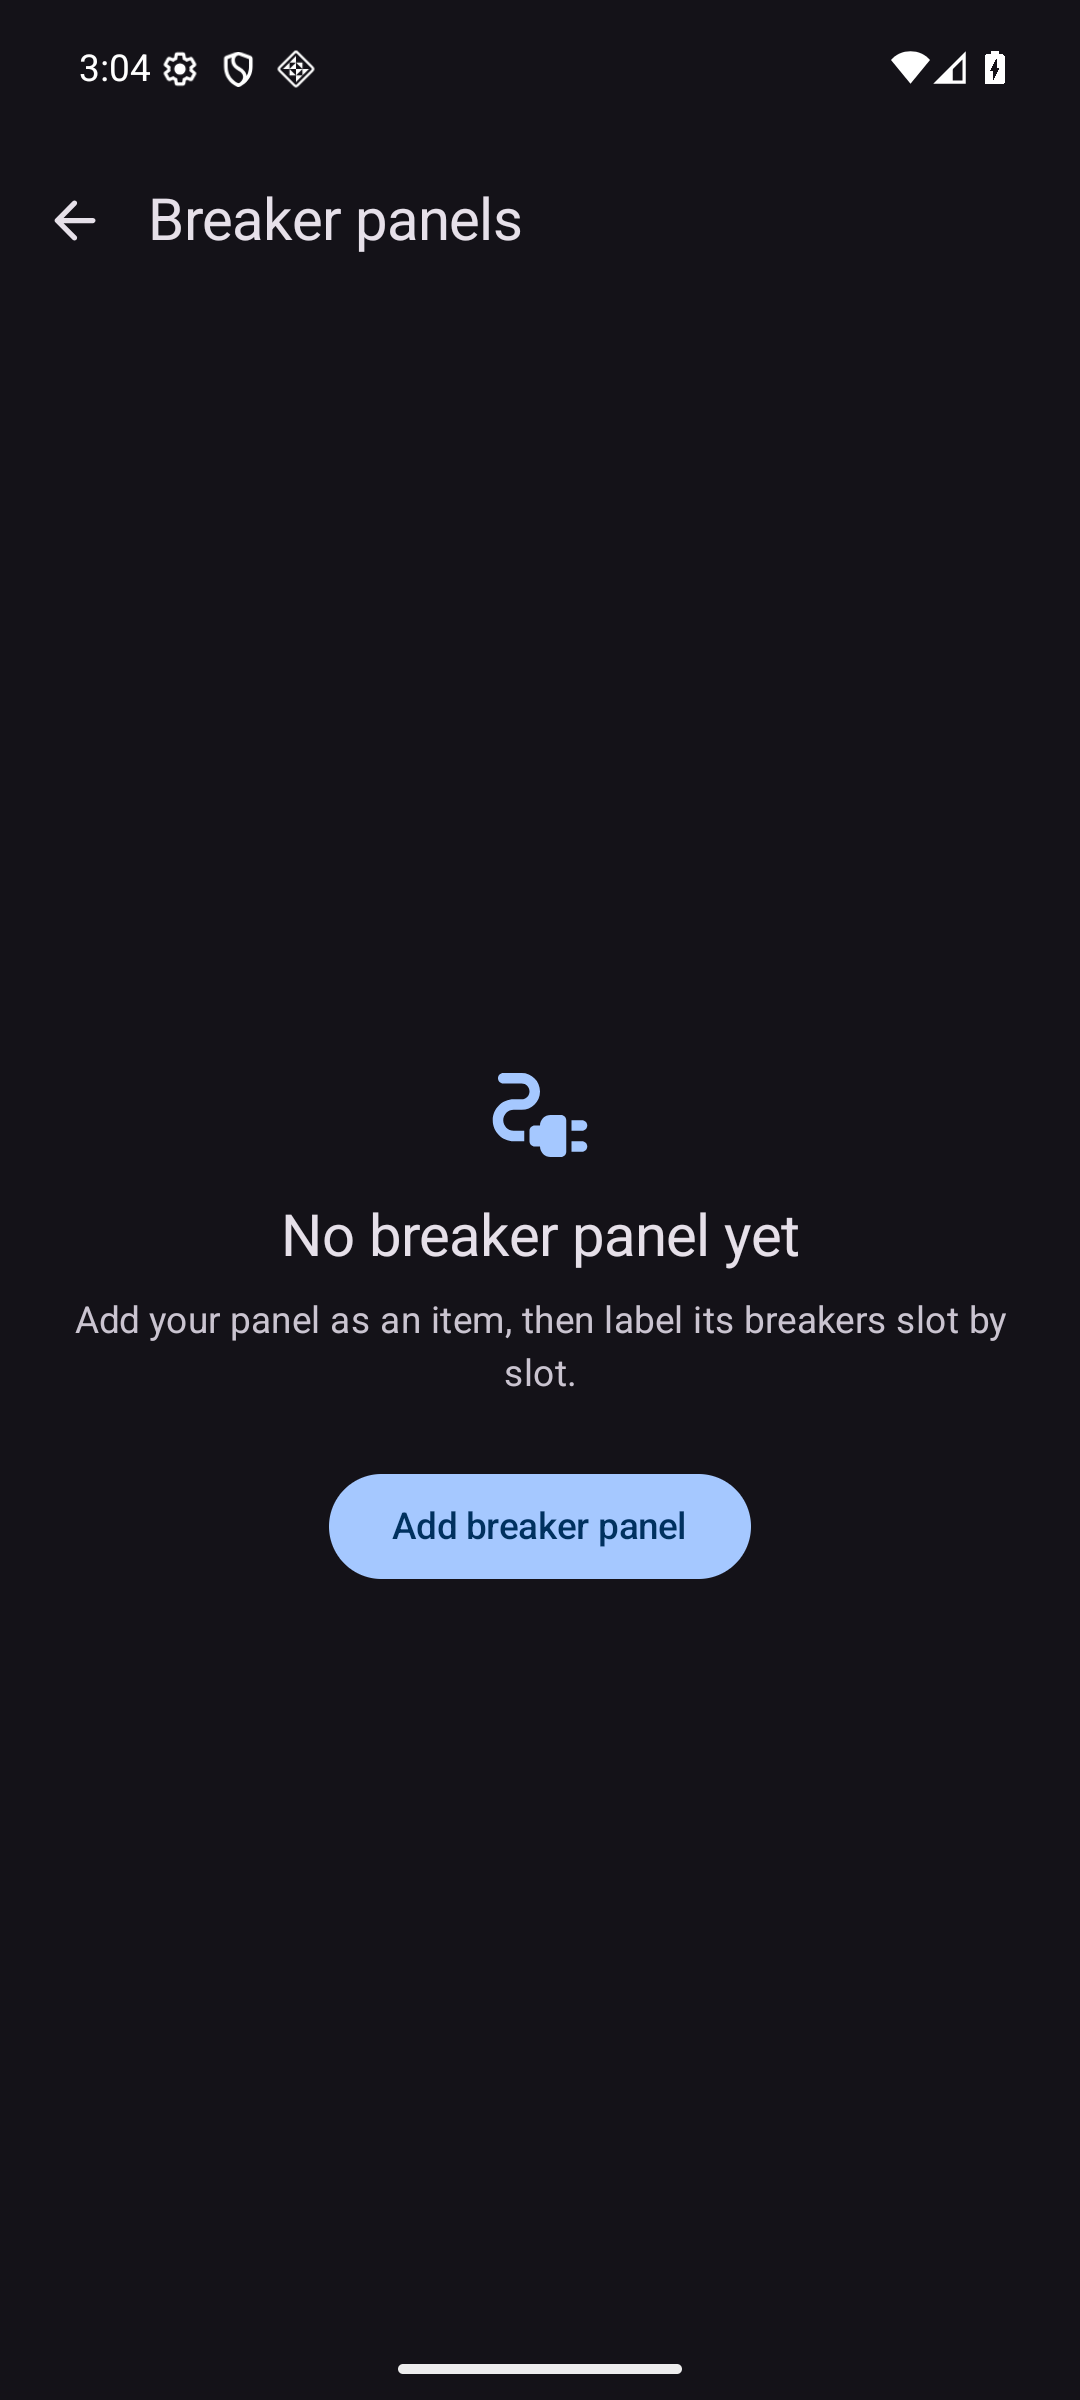 3:04
Breaker panels
No breaker panel yet
Add your panel as an item, then label its breakers slot by
slot.
Add breaker panel